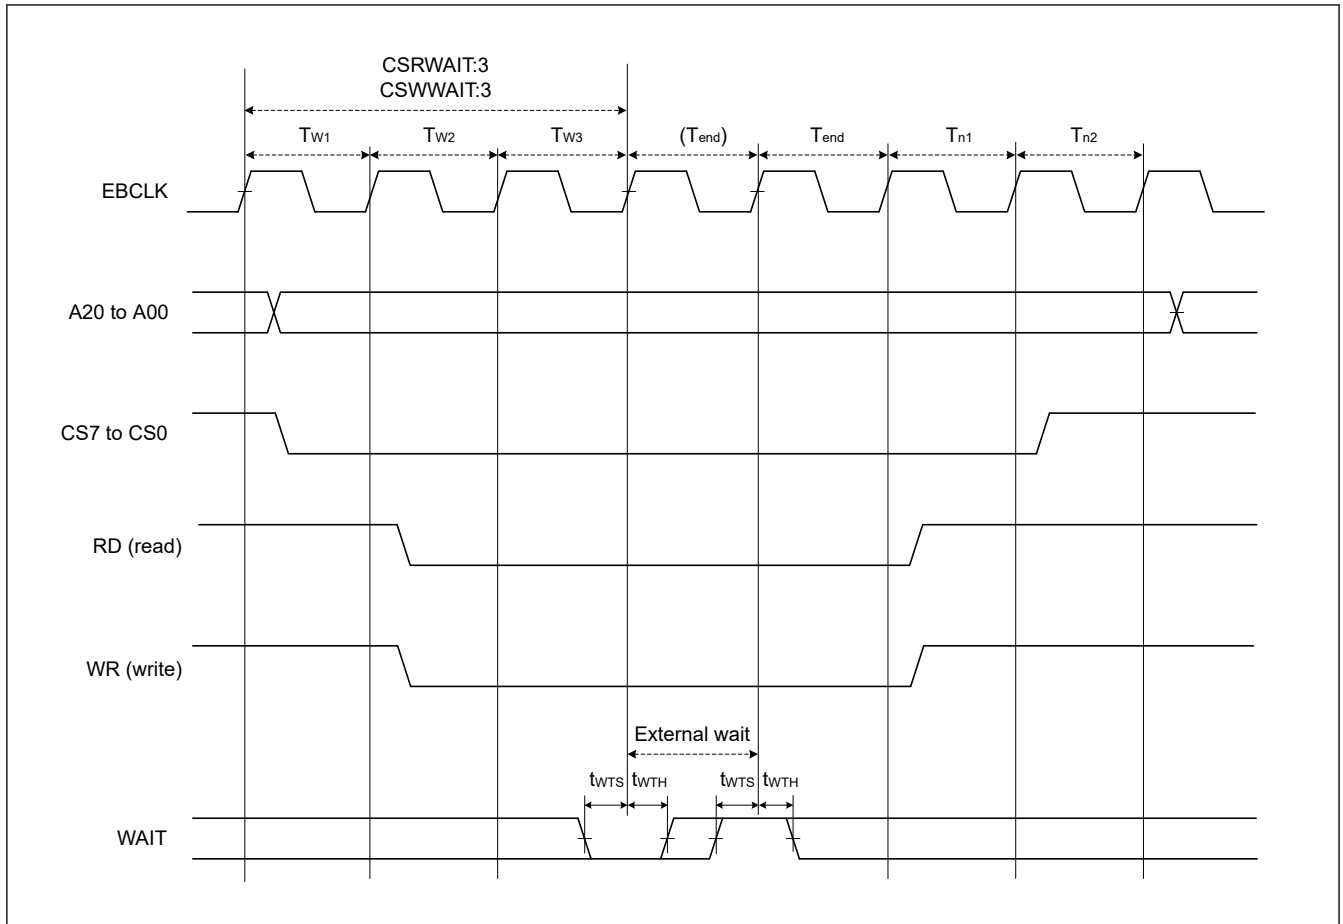 CSRWAIT:3
CSWWAIT:3
TW1 TW2 TW3 (Tend) Tend Tn1 Tn2
EBCLK
A20 to A00
CS7 to CS0
RD (read)
WR (write)
External wait
tWTS tWTH tWTS tWTH
WAIT